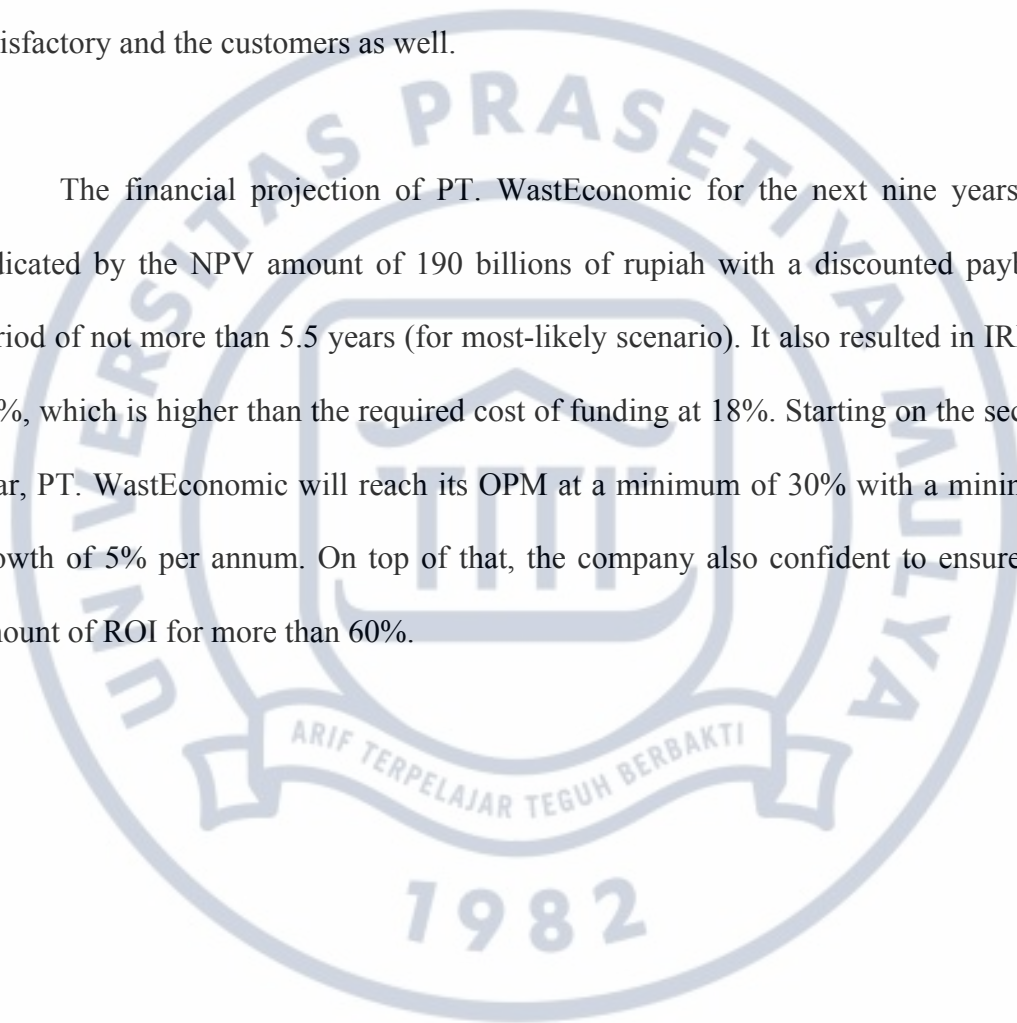 isfactory and the customers as well.
The financial projection of PT. WastEconomic for the next nine years
dicated by the NPV amount of 190 billions of rupiah with a discounted payb
riod of not more than 5.5 years (for most-likely scenario). It also resulted in IR
%, which is higher than the required cost of funding at 18%. Starting on the sec
ar, PT. WastEconomic will reach its OPM at a minimum of 30% with a minin
owth of 5% per annum. On top of that, the company also confident to ensure
nount of ROI for more than 60%.
UNIVERSITAS PRASETIYA MULYA
ARIF TERPELAJAR TEGUH BERBAKTI
1982